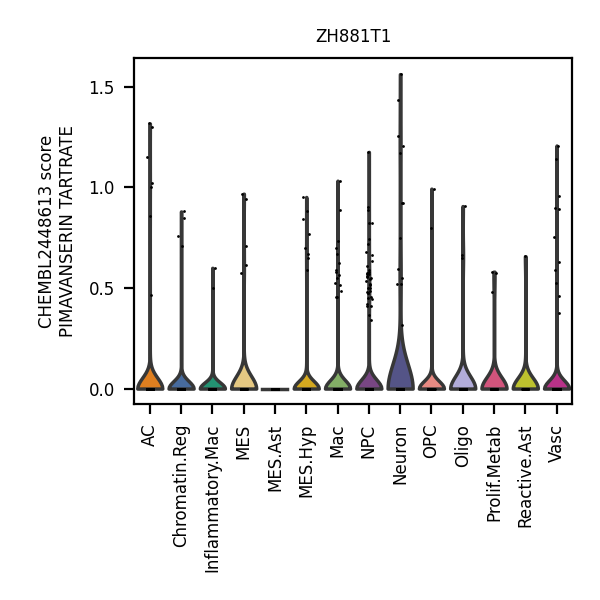 ZH881T1
CHEMBL2448613 score
PIMAVANSERIN TARTRATE
1.5
1.0
0.5
0.0
AC
Chromatin.Reg
Inflammatory.Mac
MES
MES.Ast
MES.Hyp
Mac
NPC
Neuron
OPC
Oligo
Prolif.Metab
Reactive.Ast
Vasc